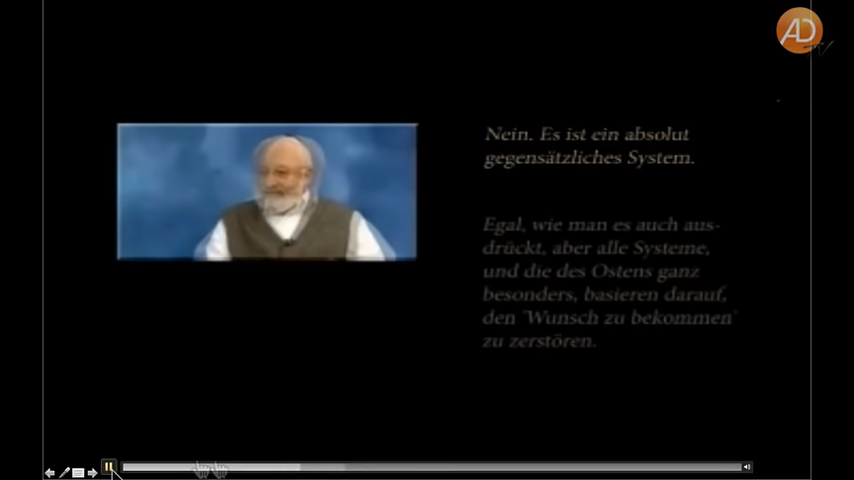 AD
TV
Nein. Es ist ein absolut
gegensätzliches System.
Egal, wie man es auch aus-
drückt, aber alle Systeme,
und die des Ostens ganz
besonders, basieren darauf,
den "Wunsch zu bekommen"
zu zerstören.